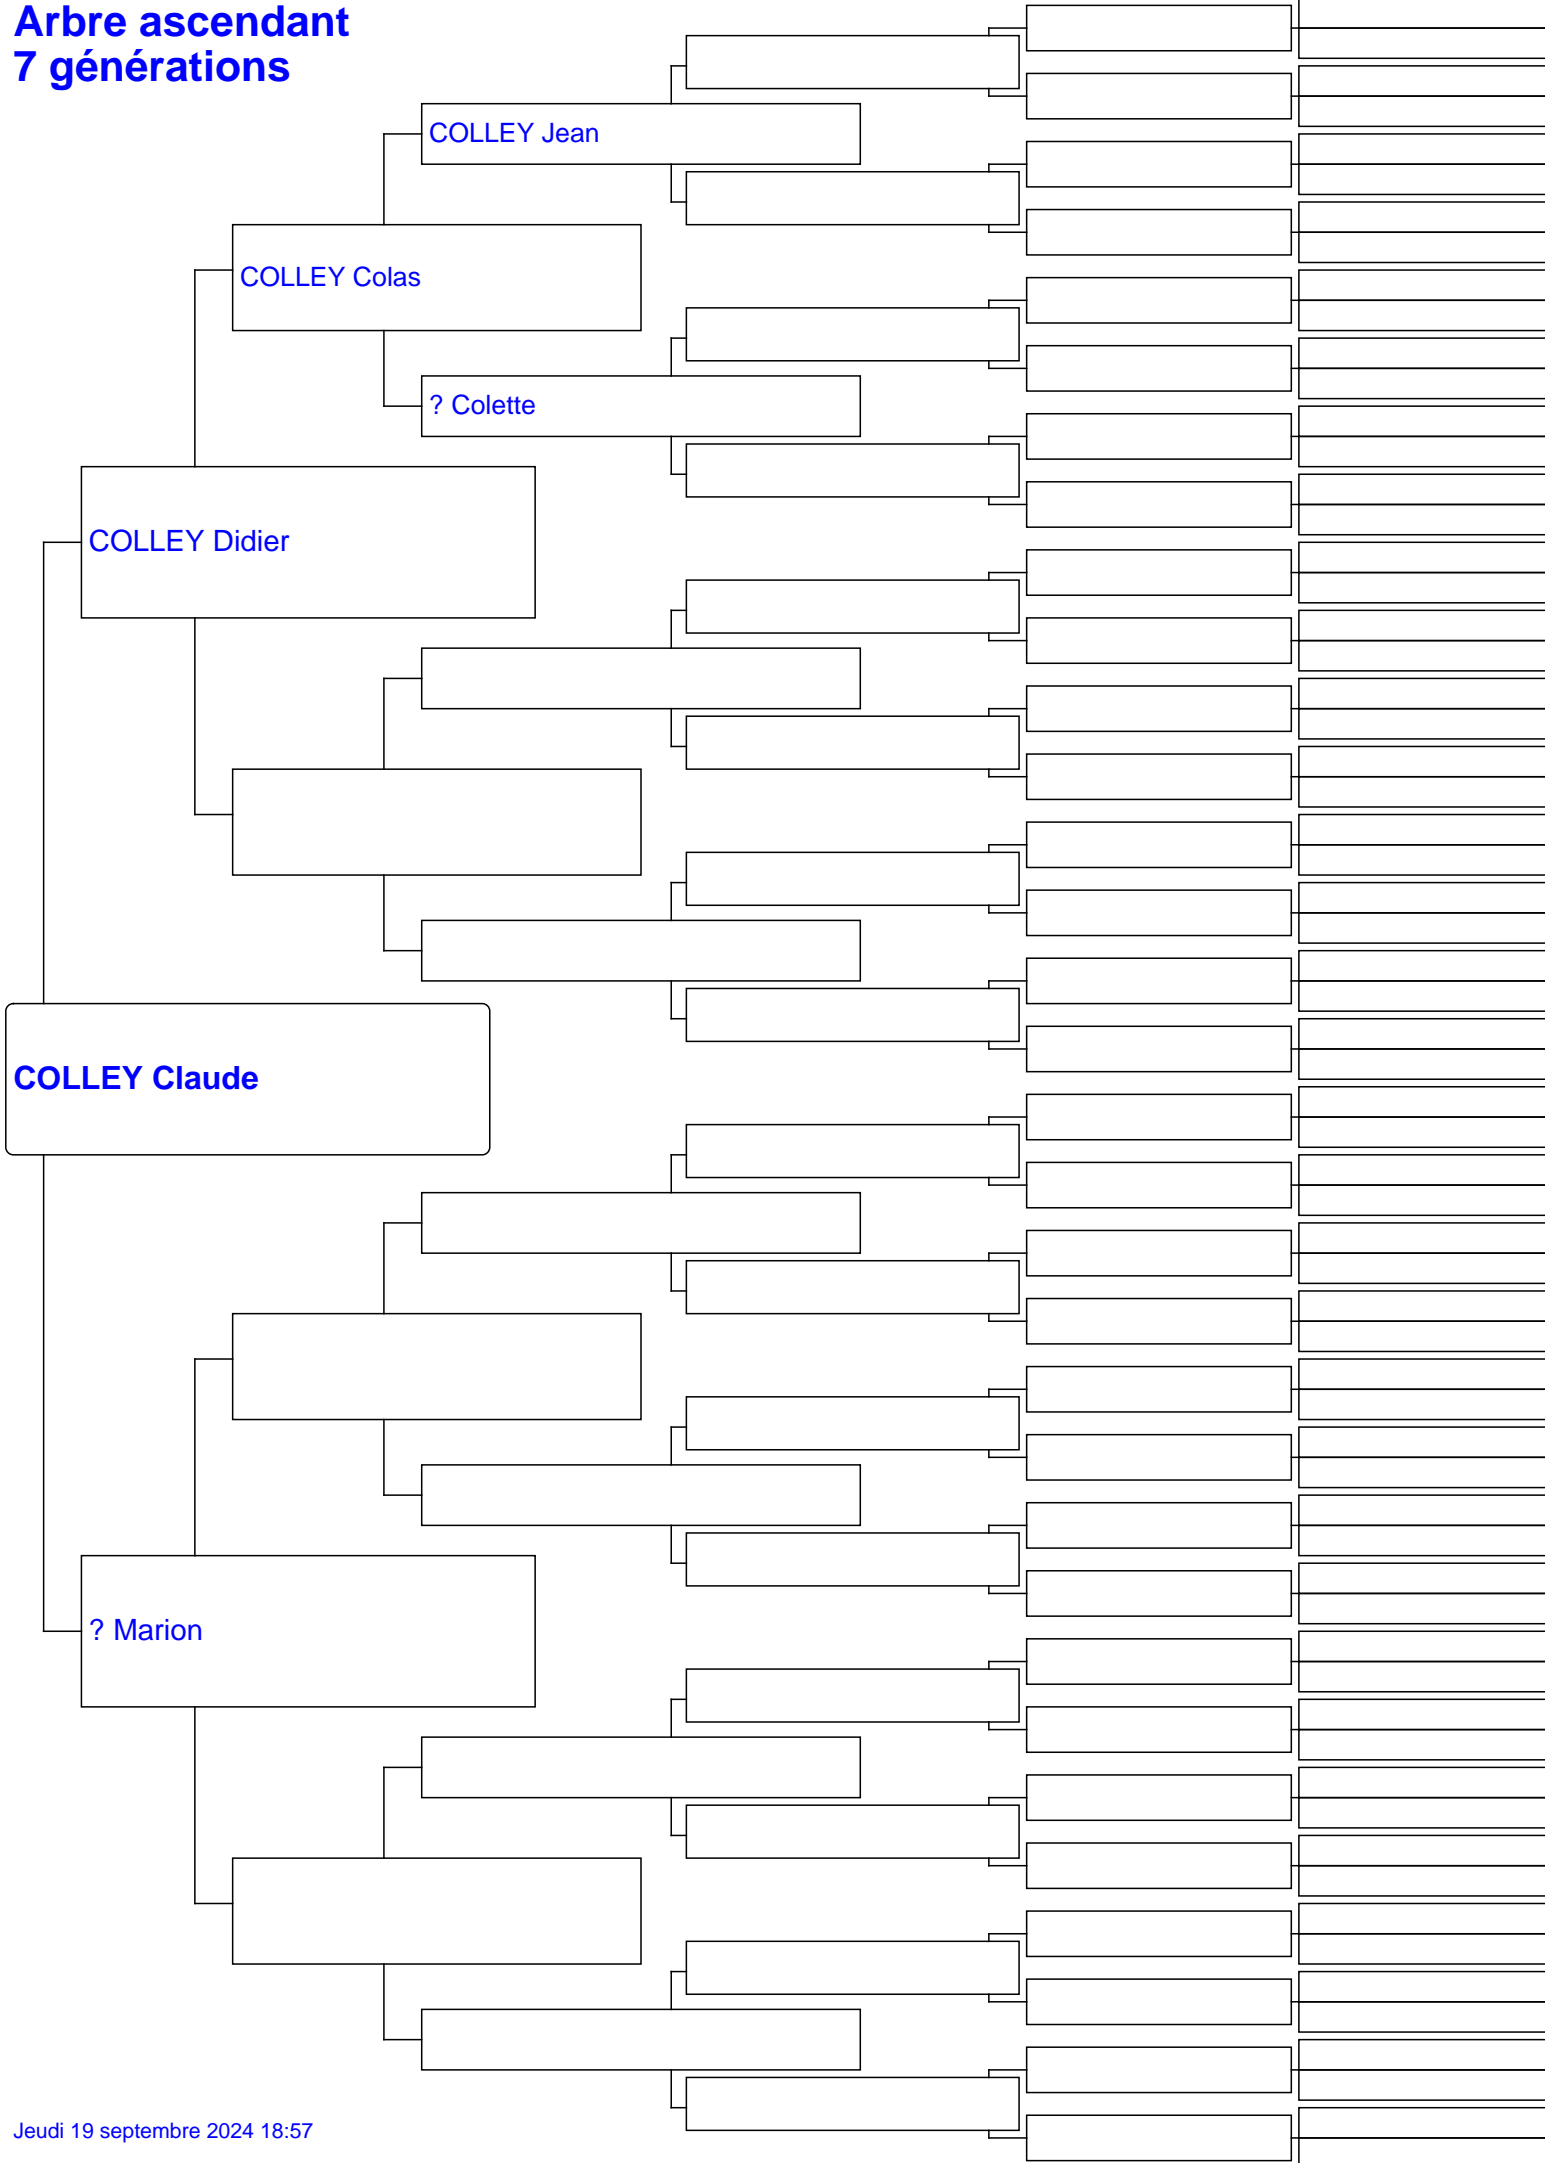 Arbre ascendant
7 générations
COLLEY Jean
COLLEY Colas
? Colette
COLLEY Didier
COLLEY Claude
? Marion
Jeudi 19 septembre 2024 18:57